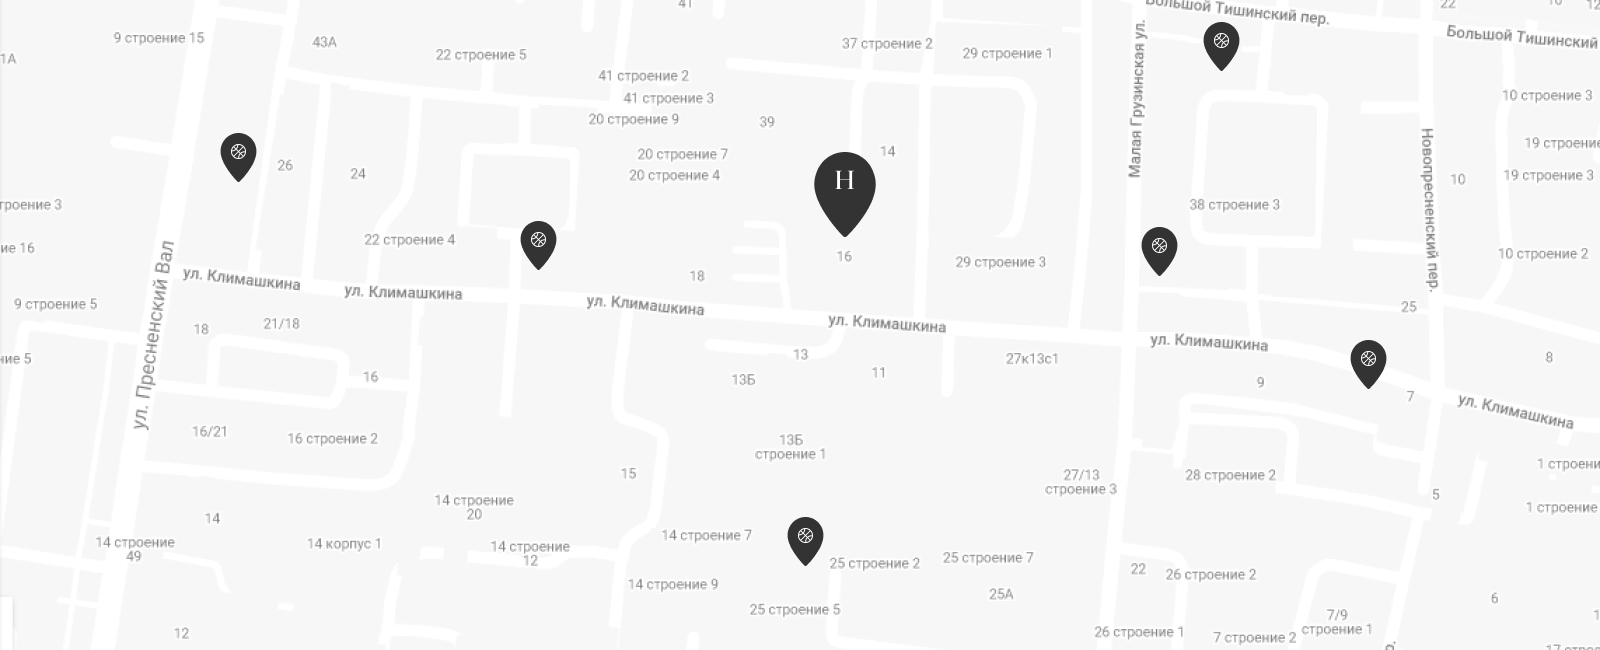 41
22
10
12
Большой Тишинский пер.
Большой Тишинский
9 строение 15
43А
22 строение 5
37 строение 2
29 строение 1
1А
41 строение 2
41 строение 3
20 строение 9
39
10 строение 3
Малая Грузинская ул.
Новопресненский пер.
26
24
20 строение 7
20 строение 4
14
H
19 строение
19 строение 3
10
троение 3
38 строение 3
22 строение 4
ие 16
16
18
29 строение 3
10 строение 2
ул. Пресненский Вал
ул. Климашкина
ул. Климашкина
ул. Климашкина
ул. Климашкина
ул. Климашкина
ул. Климашкина
9 строение 5
18
21/18
25
ние 5
13
13Б
11
27к13с1
8
16
9
7
16/21
16 строение 2
13Б
строение 1
15
27/13
строение 3
28 строение 2
1 строени
5
1 строение
14 строение
20
14
14 строение
49
14 корпус 1
14 строение
12
14 строение 7
25 строение 2
25 строение 7
22
26 строение 2
14 строение 9
25 строение 5
25А
6
7/9
строение 1
12
26 строение 1
7 строение 2
р.
17 строение